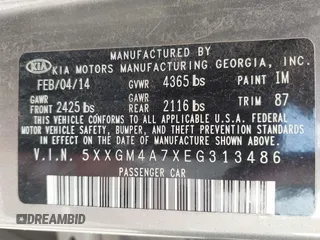 MANUFACTURED BY
KIA KIA MOTORS MANUFACTURING GEORGIA, INC.
FEB/04/14 GVWR 4365 lbs PAINT IM
GAWR FRONT 2425 lbs GAWR REAR 2116 lbs TRIM 87
THIS VEHICLE CONFORMS TO ALL APPLICABLE FEDERAL MOTOR VEHICLE
SAFETY, BUMPER, AND THEFT PREVENTION STANDARDS IN
EFFECT ON THE DATE OF MANUFACTURE SHOWN ABOVE.
V.I.N. 5XXGM4A7XEG313486
PASSENGER CAR
DREAMBID